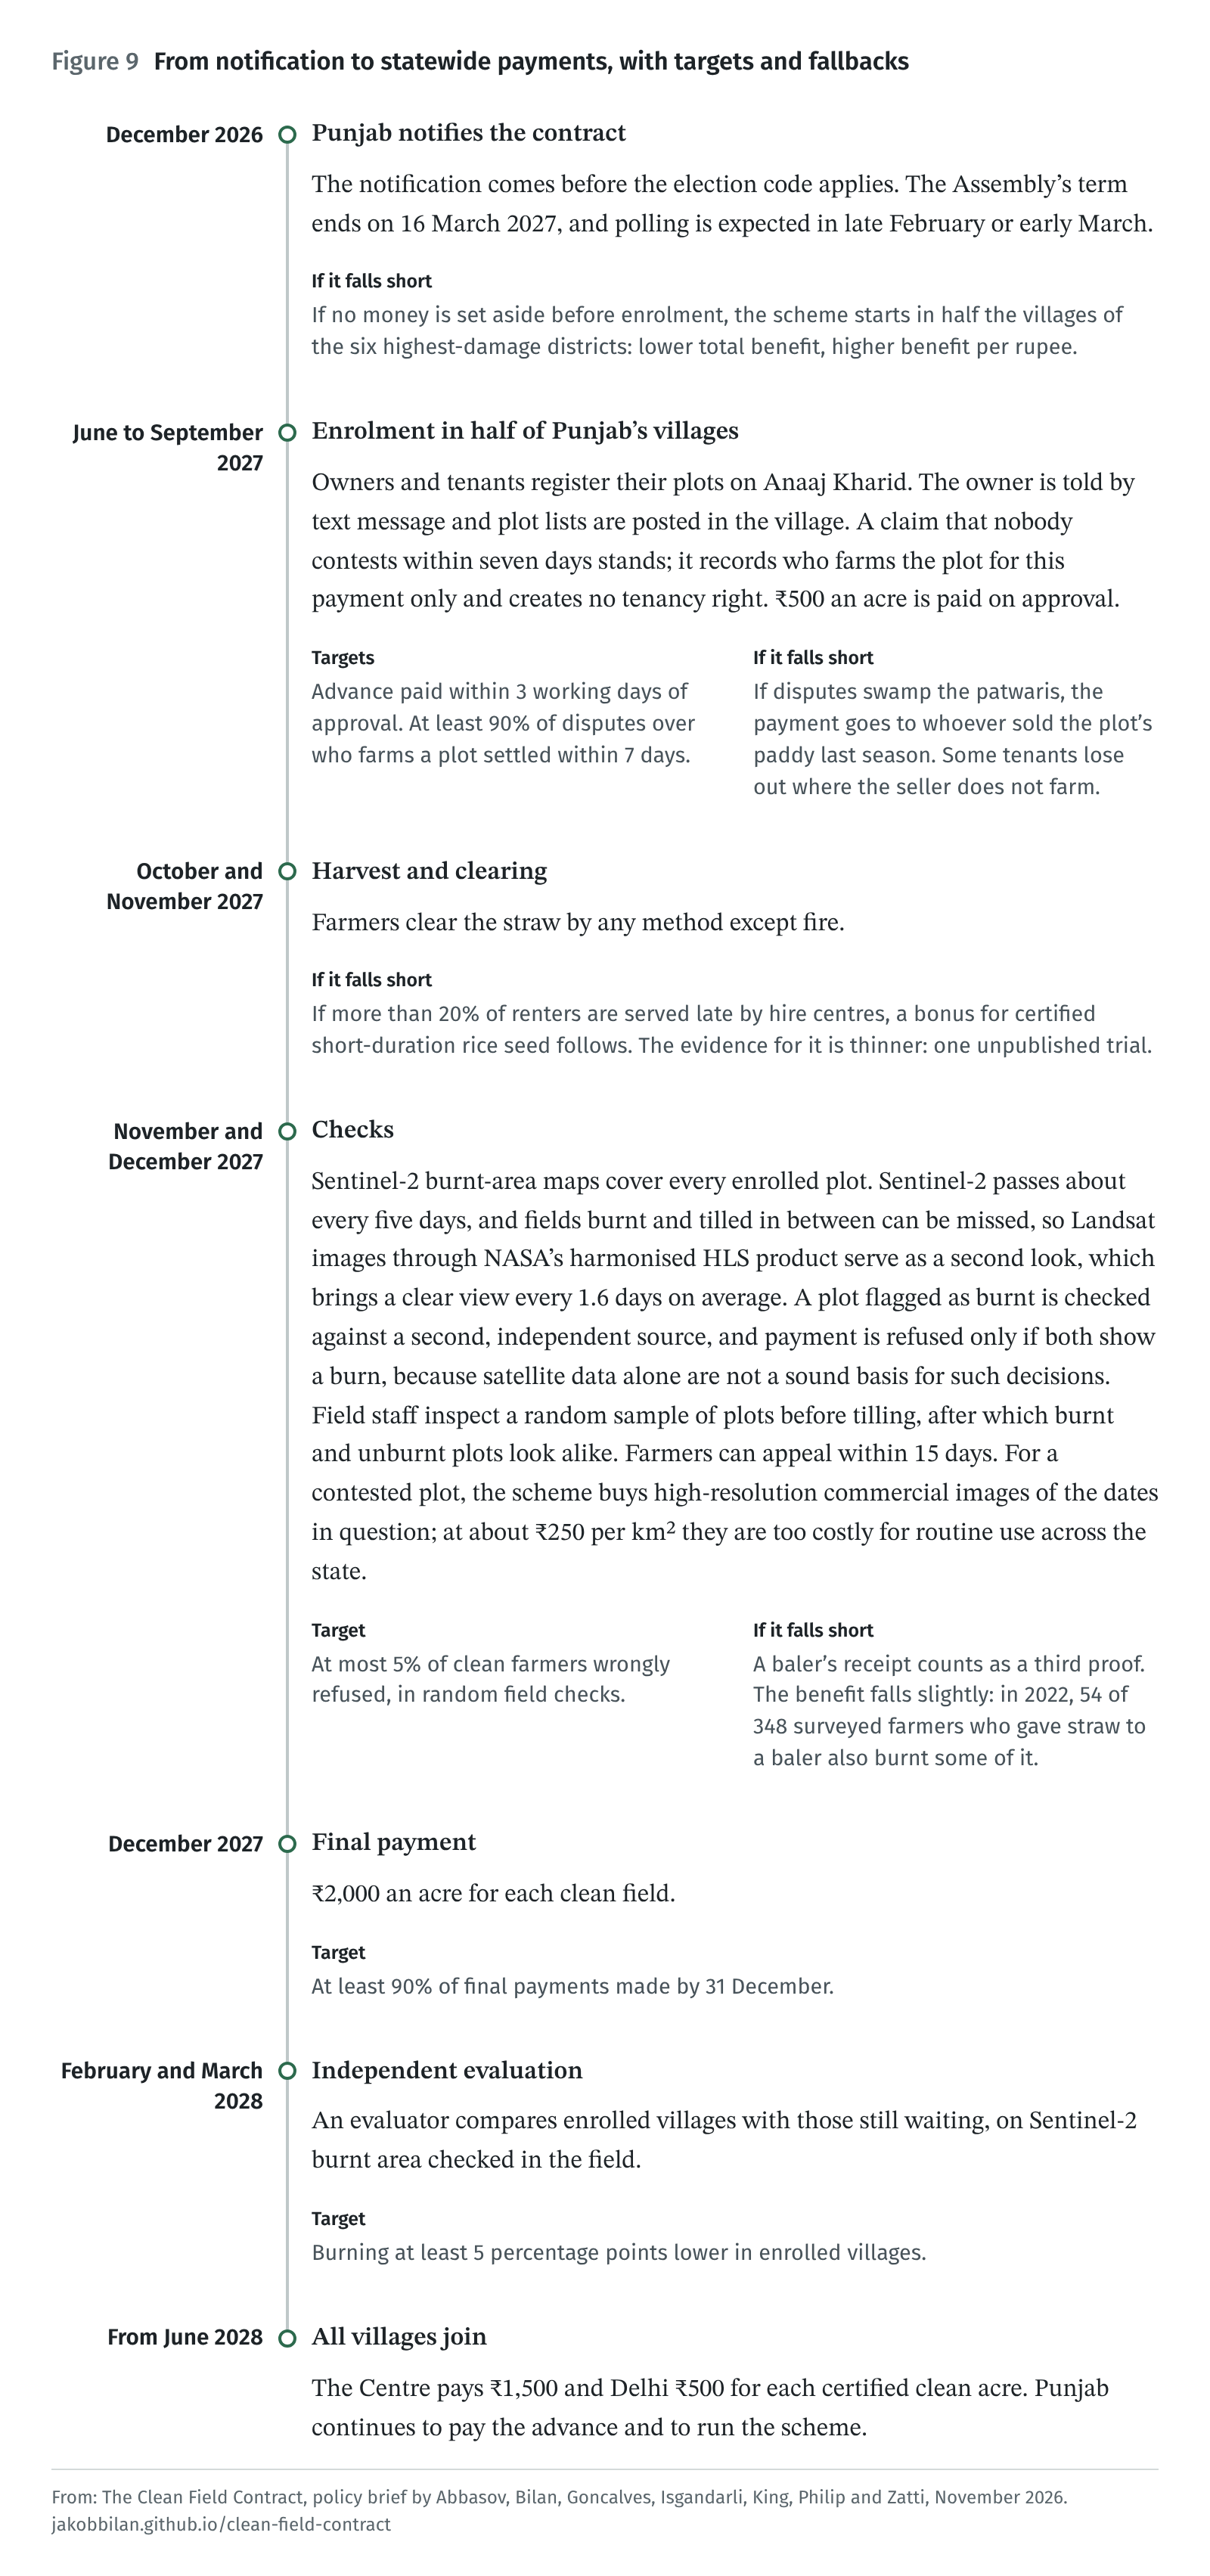 Figure 9 From notification to statewide payments, with targets and fallbacks
December 2026
Punjab notifies the contract
The notification comes before the election code applies. The Assembly’s term
ends on 16 March 2027, and polling is expected in late February or early March.
If it falls short
If no money is set aside before enrolment, the scheme starts in half the villages of
the six highest-damage districts: lower total benefit, higher benefit per rupee.
June to September
2027
Enrolment in half of Punjab’s villages
Owners and tenants register their plots on Anaaj Kharid. The owner is told by
text message and plot lists are posted in the village. A claim that nobody
contests within seven days stands; it records who farms the plot for this
payment only and creates no tenancy right. ₹500 an acre is paid on approval.
Targets
Advance paid within 3 working days of
approval. At least 90% of disputes over
who farms a plot settled within 7 days.
If it falls short
If disputes swamp the patwaris, the
payment goes to whoever sold the plot’s
paddy last season. Some tenants lose
out where the seller does not farm.
October and
November 2027
Harvest and clearing
Farmers clear the straw by any method except fire.
If it falls short
If more than 20% of renters are served late by hire centres, a bonus for certified
short-duration rice seed follows. The evidence for it is thinner: one unpublished trial.
November and
December 2027
Checks
Sentinel-2 burnt-area maps cover every enrolled plot. Sentinel-2 passes about
every five days, and fields burnt and tilled in between can be missed, so Landsat
images through NASA’s harmonised HLS product serve as a second look, which
brings a clear view every 1.6 days on average. A plot flagged as burnt is checked
against a second, independent source, and payment is refused only if both show
a burn, because satellite data alone are not a sound basis for such decisions.
Field staff inspect a random sample of plots before tilling, after which burnt
and unburnt plots look alike. Farmers can appeal within 15 days. For a
contested plot, the scheme buys high-resolution commercial images of the dates
in question; at about ₹250 per km² they are too costly for routine use across the
state.
Target
At most 5% of clean farmers wrongly
refused, in random field checks.
If it falls short
A baler’s receipt counts as a third proof.
The benefit falls slightly: in 2022, 54 of
348 surveyed farmers who gave straw to
a baler also burnt some of it.
December 2027
Final payment
₹2,000 an acre for each clean field.
Target
At least 90% of final payments made by 31 December.
February and March
2028
Independent evaluation
An evaluator compares enrolled villages with those still waiting, on Sentinel-2
burnt area checked in the field.
Target
Burning at least 5 percentage points lower in enrolled villages.
From June 2028
All villages join
The Centre pays ₹1,500 and Delhi ₹500 for each certified clean acre. Punjab
continues to pay the advance and to run the scheme.
From: The Clean Field Contract, policy brief by Abbasov, Bilan, Goncalves, Isgandarli, King, Philip and Zatti, November 2026.
jakobbilan.github.io/clean-field-contract